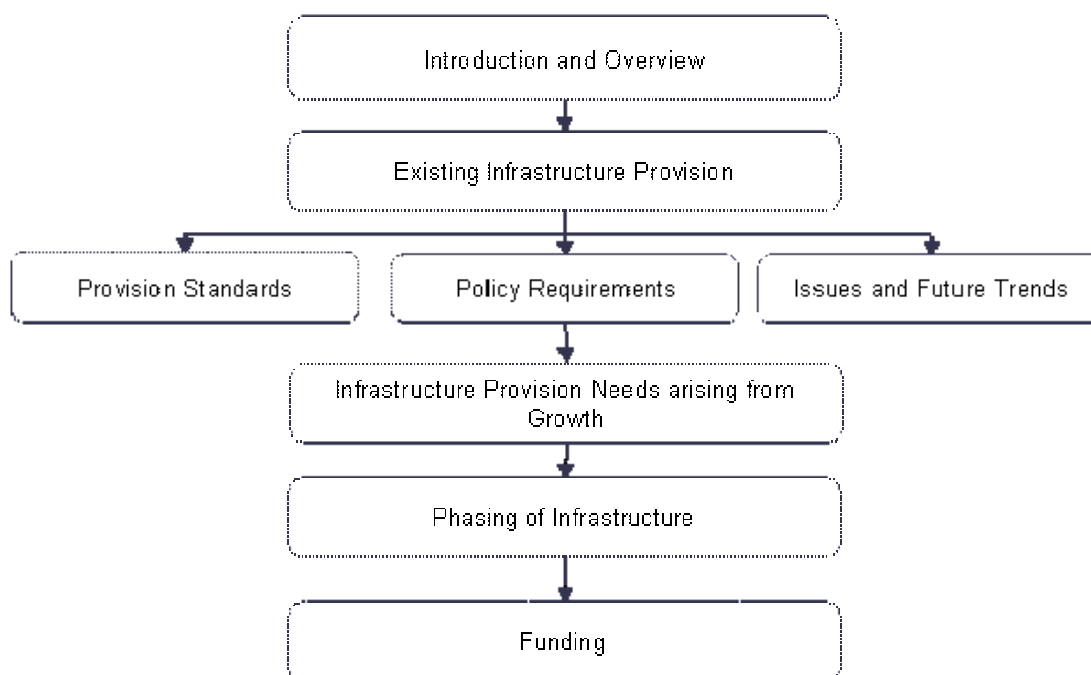 Introduction and Overview
Existing Infrastructure Provision
Provision Standards
Policy Requirements
Issues and Future Trends
Infrastructure Provision Needs arising from
Growth
Phasing of Infrastructure
Funding